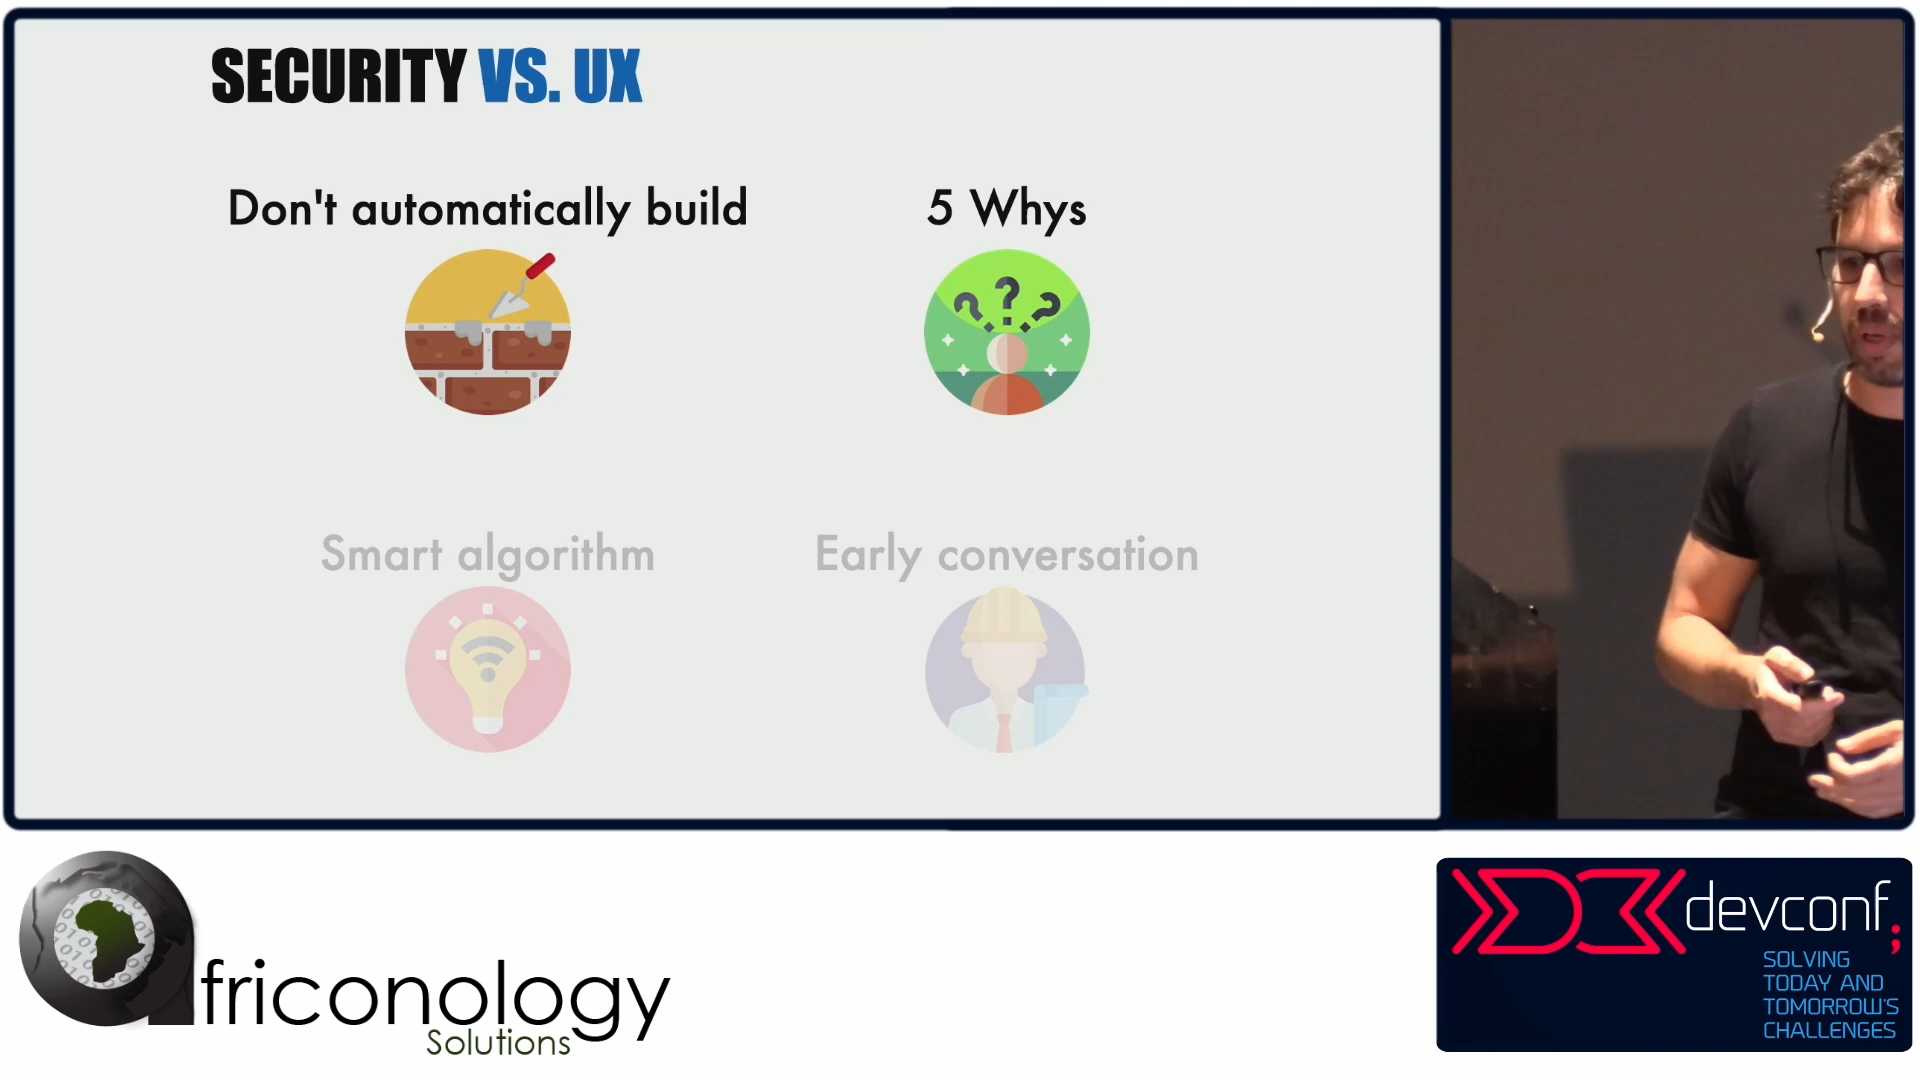 SECURITY VS. UX
Don't automatically build
5 Whys
Smart algorithm
Early conversation
africonology
Solutions
devconf;
SOLVING
TODAY AND
TOMORROW'S
CHALLENGES